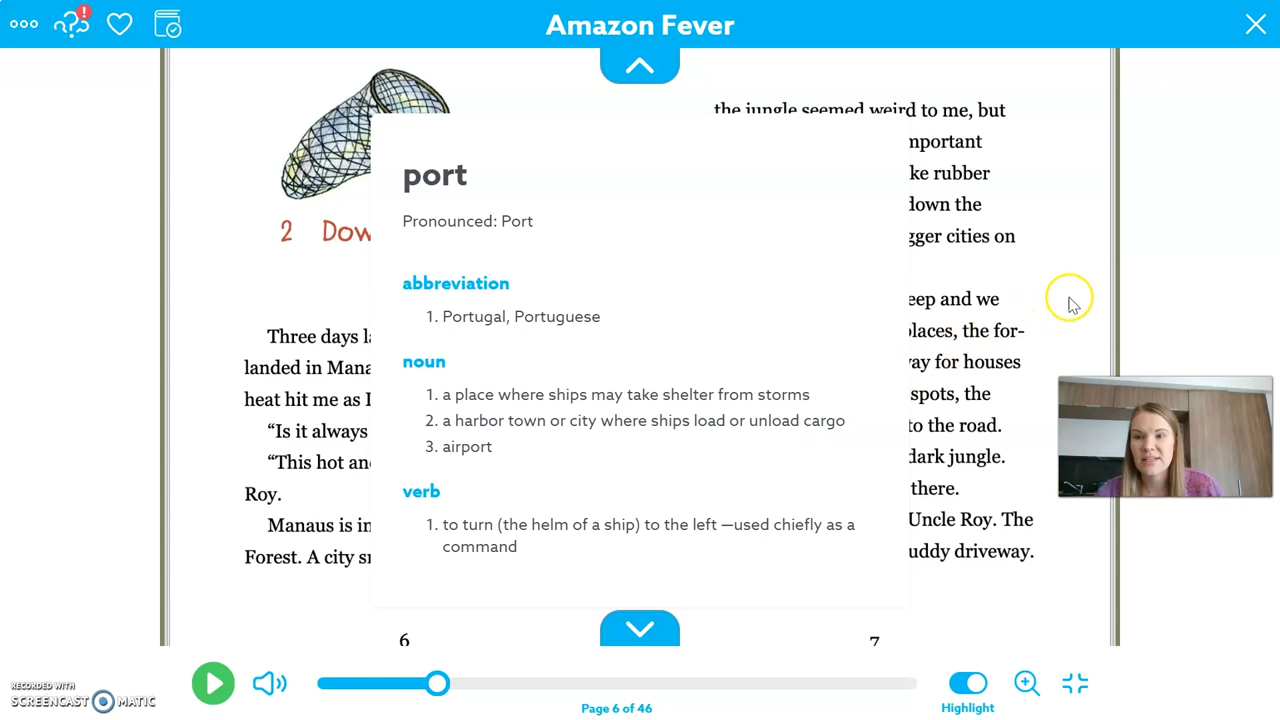 Amazon Fever
the jungle seemed weird to me, but
mportant
ke rubber
down the
gger cities on
eep and we
places, the for-
way for houses
spots, the
to the road.
dark jungle.
there.
Uncle Roy. The
uddy driveway.
2 Dow
Three days la
landed in Mana
heat hit me as I
"Is it always
"This hot and
Roy.
Manaus is in
Forest. A city s
port
Pronounced: Port
abbreviation
1. Portugal, Portuguese
noun
1. a place where ships may take shelter from storms
2. a harbor town or city where ships load or unload cargo
3. airport
verb
1. to turn (the helm of a ship) to the left —used chiefly as a
command
6
7
Page 6 of 46
Highlight
RECORDED WITH
SCREENCAST MATIC